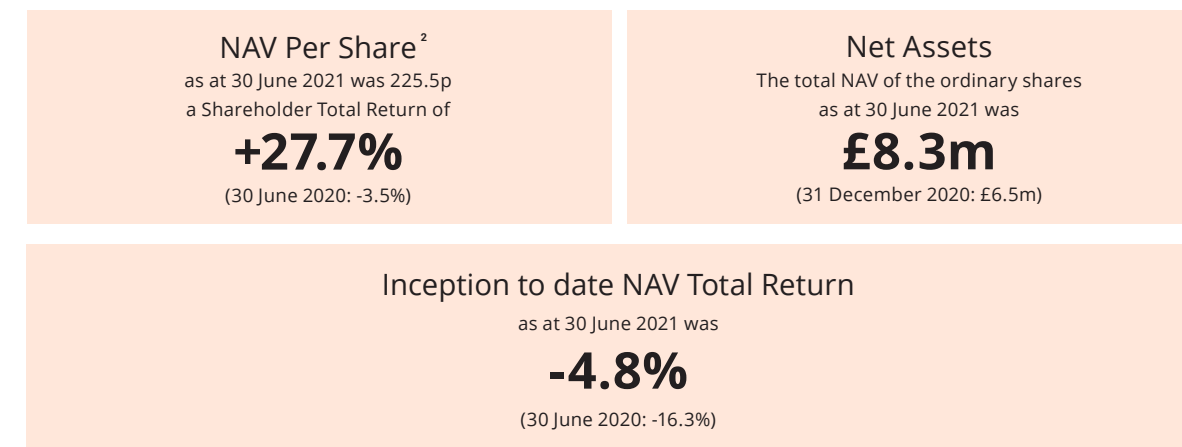 NAV Per Share²
as at 30 June 2021 was 225.5p
a Shareholder Total Return of
+27.7%
(30 June 2020: -3.5%)
Net Assets
The total NAV of the ordinary shares
as at 30 June 2021 was
£8.3m
(31 December 2020: £6.5m)
Inception to date NAV Total Return
as at 30 June 2021 was
-4.8%
(30 June 2020: -16.3%)